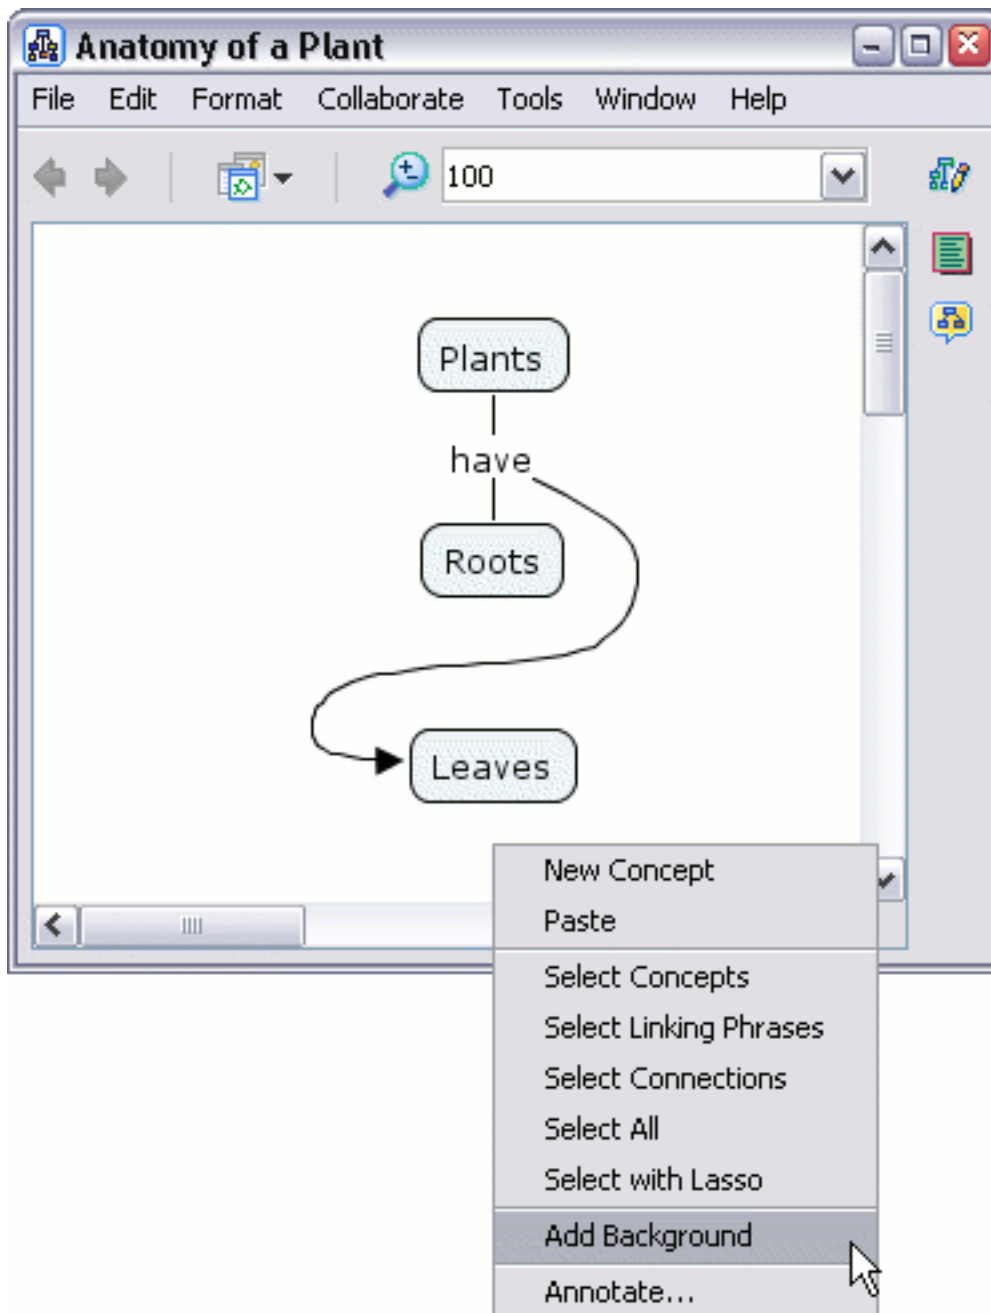 Anatomy of a Plant
File Edit Format Collaborate Tools Window Help
100
Plants
have
Roots
Leaves
New Concept
Paste
Select Concepts
Select Linking Phrases
Select Connections
Select All
Select with Lasso
Add Background
Annotate...